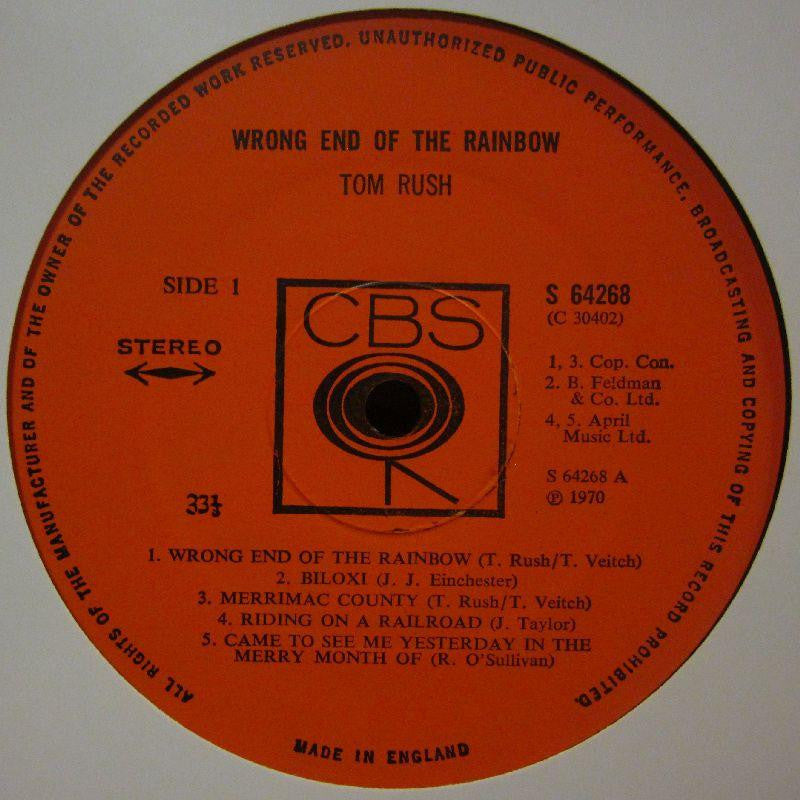 ALL RIGHTS OF THE MANUFACTURER AND OF THE OWNER OF THE RECORDED WORK RESERVED. UNAUTHORIZED PUBLIC PERFORMANCE, BROADCASTING AND COPYING OF THIS RECORD PROHIBITED.
WRONG END OF THE RAINBOW
TOM RUSH
SIDE 1
STEREO
33⅓
CBS
S 64268
(C 30402)
1, 3. Cop. Con.
2. B. Feldman
& Co. Ltd.
4, 5. April
Music Ltd.
S 64268 A
℗ 1970
1. WRONG END OF THE RAINBOW (T. Rush/T. Veitch)
2. BILOXI (J. J. Einchester)
3. MERRIMAC COUNTY (T. Rush/T. Veitch)
4. RIDING ON A RAILROAD (J. Taylor)
5. CAME TO SEE ME YESTERDAY IN THE
MERRY MONTH OF (R. O'Sullivan)
MADE IN ENGLAND